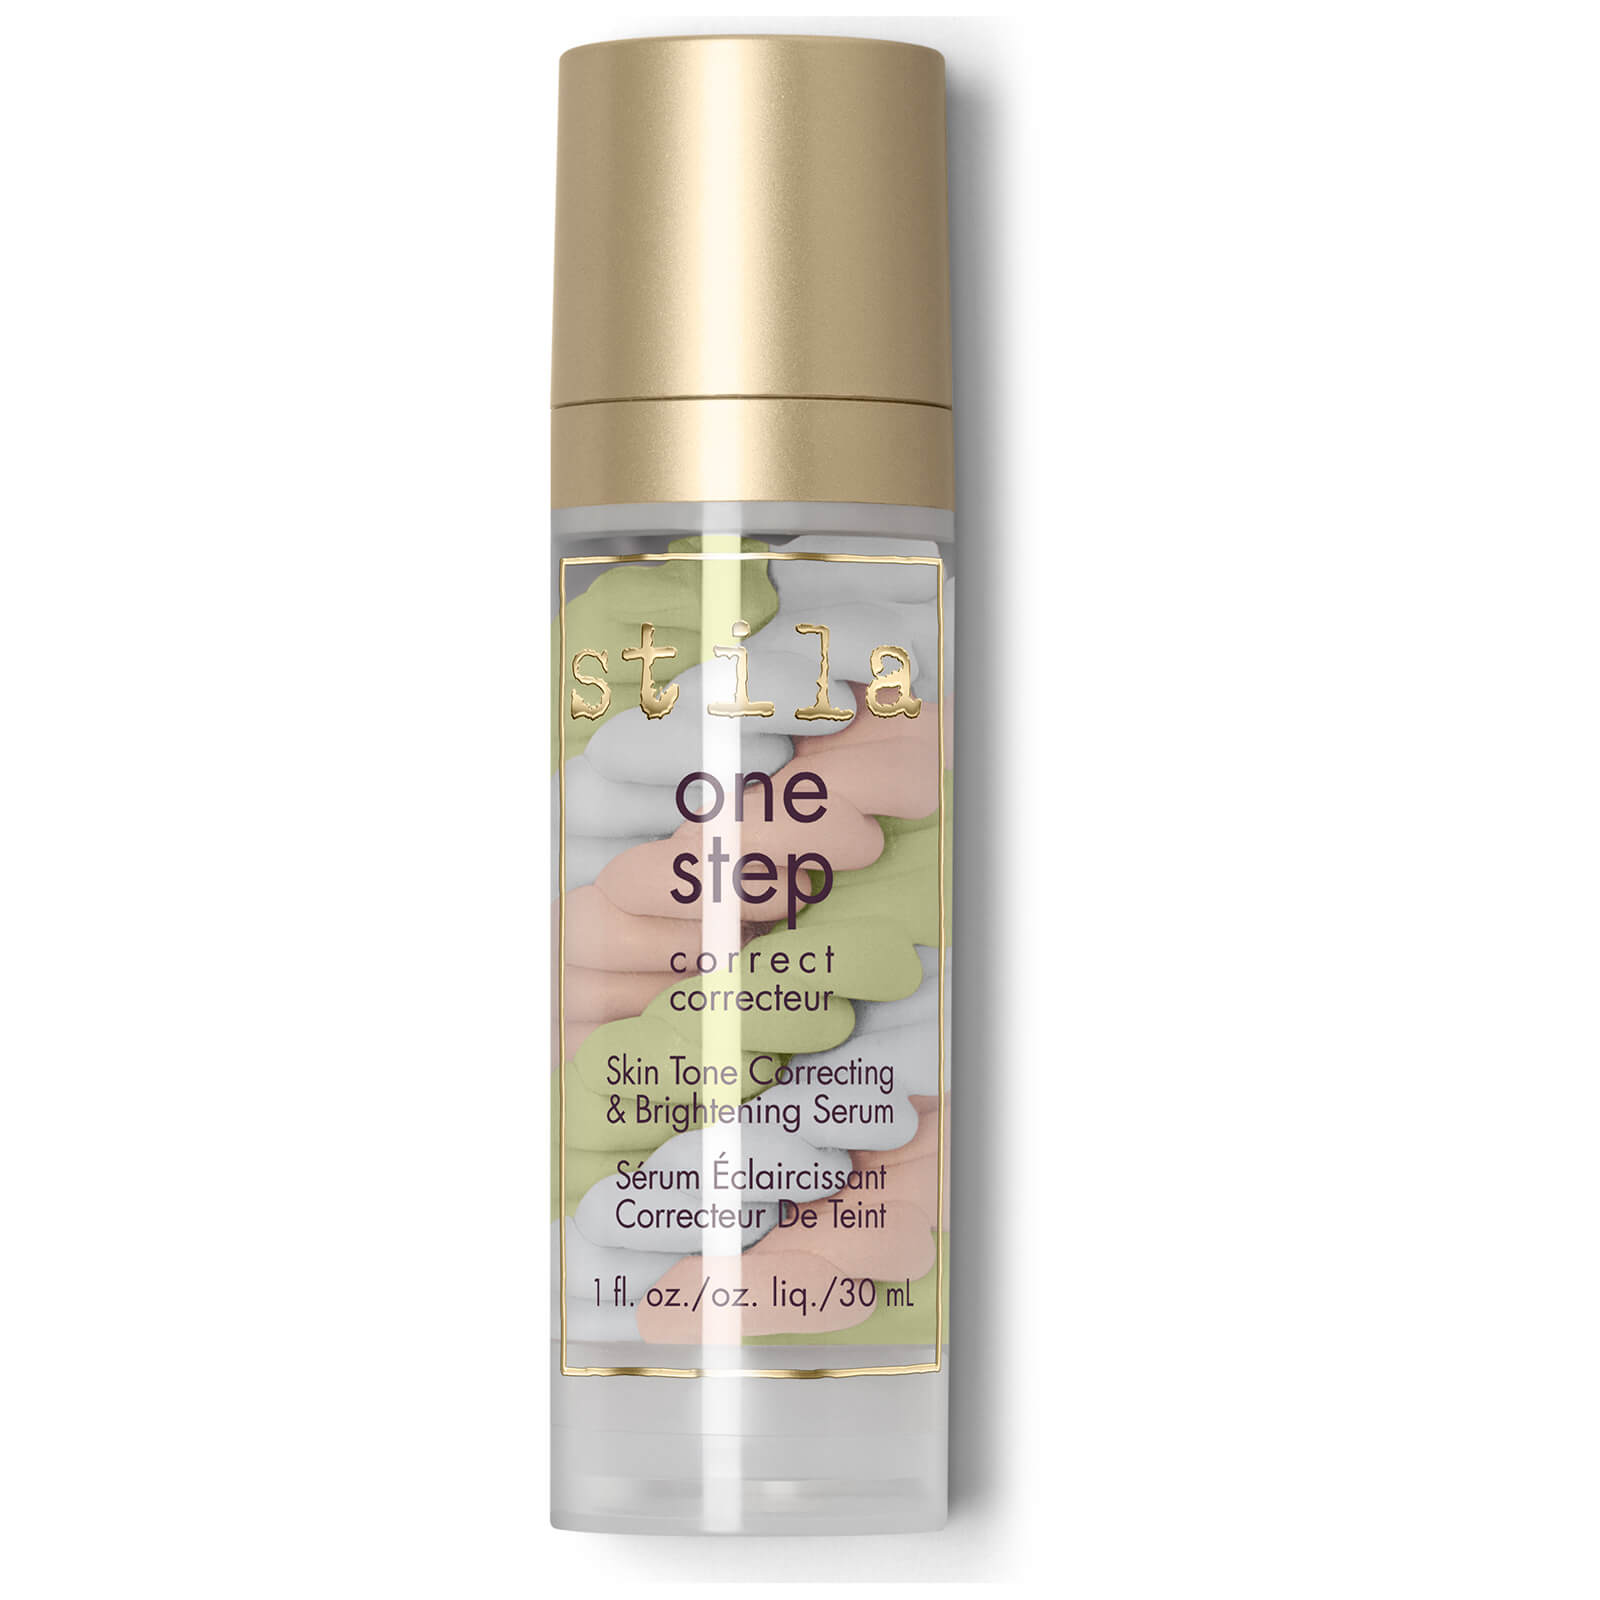 stila
one
step
correct
correcteur
Skin Tone Correcting
& Brightening Serum
Sérum Éclaircissant
Correcteur De Teint
1 fl. oz./oz. liq./30 mL